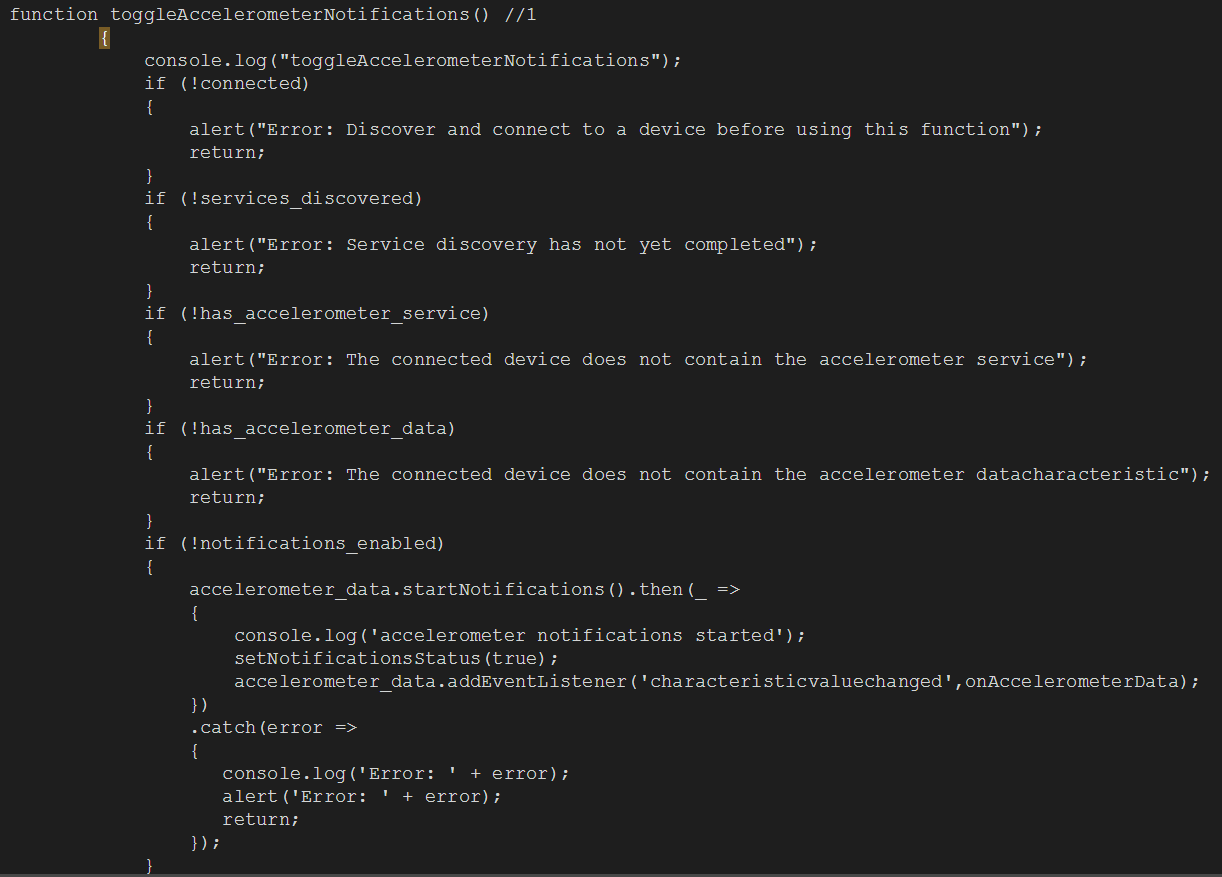 function toggleAccelerometerNotifications() //1
{
console.log("toggleAccelerometerNotifications");
if (!connected)
{
alert("Error: Discover and connect to a device before using this function");
return;
}
if (!services_discovered)
{
alert("Error: Service discovery has not yet completed");
return;
}
if (!has_accelerometer_service)
{
alert("Error: The connected device does not contain the accelerometer service");
return;
}
if (!has_accelerometer_data)
{
alert("Error: The connected device does not contain the accelerometer datacharacteristic");
return;
}
if (!notifications_enabled)
{
accelerometer_data.startNotifications().then(_ =>
{
console.log('accelerometer notifications started');
setNotificationsStatus(true);
accelerometer_data.addEventListener('characteristicvaluechanged',onAccelerometerData);
})
.catch(error =>
{
console.log('Error: ' + error);
alert('Error: ' + error);
return;
});
}